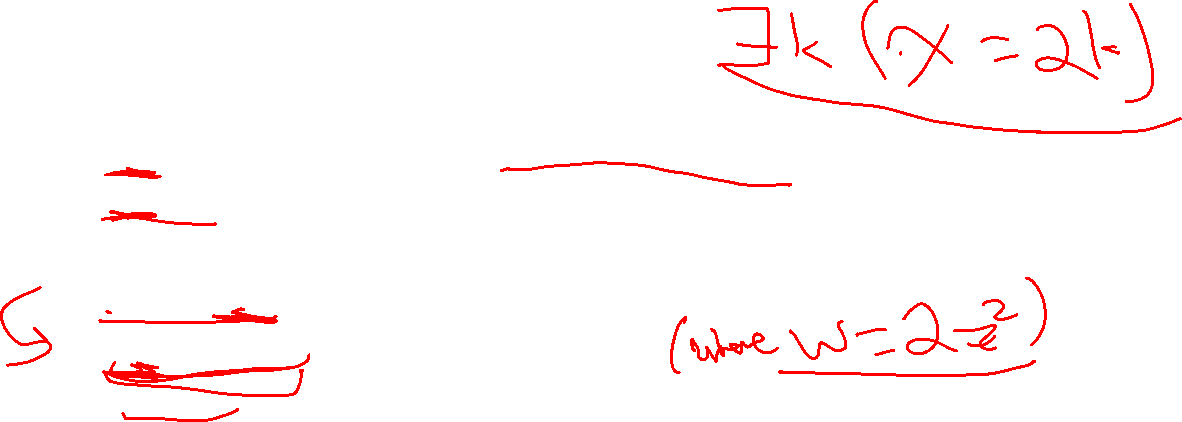 ∃k (x = 2k)
(where w = 2z²)